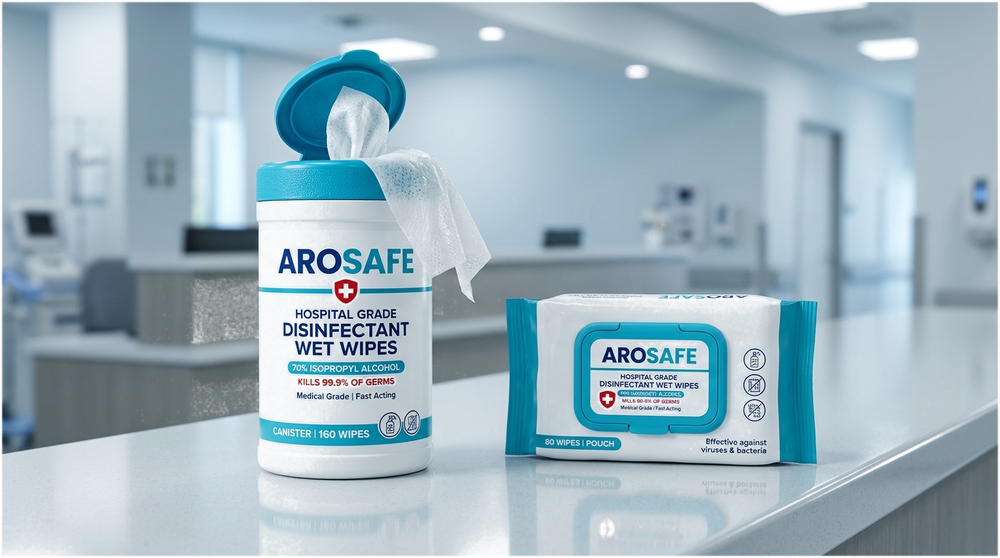 AROSAFE
HOSPITAL GRADE
DISINFECTANT
WET WIPES
70% ISOPROPYL ALCOHOL
KILLS 99.9% OF GERMS
Medical Grade | Fast Acting
CANISTER | 160 WIPES
AROSAFE
AROSAFE
HOSPITAL GRADE
DISINFECTANT WET WIPES
Medical Grade / Fast Acting
80 WIPES | POUCH
Effective against
viruses & bacteria